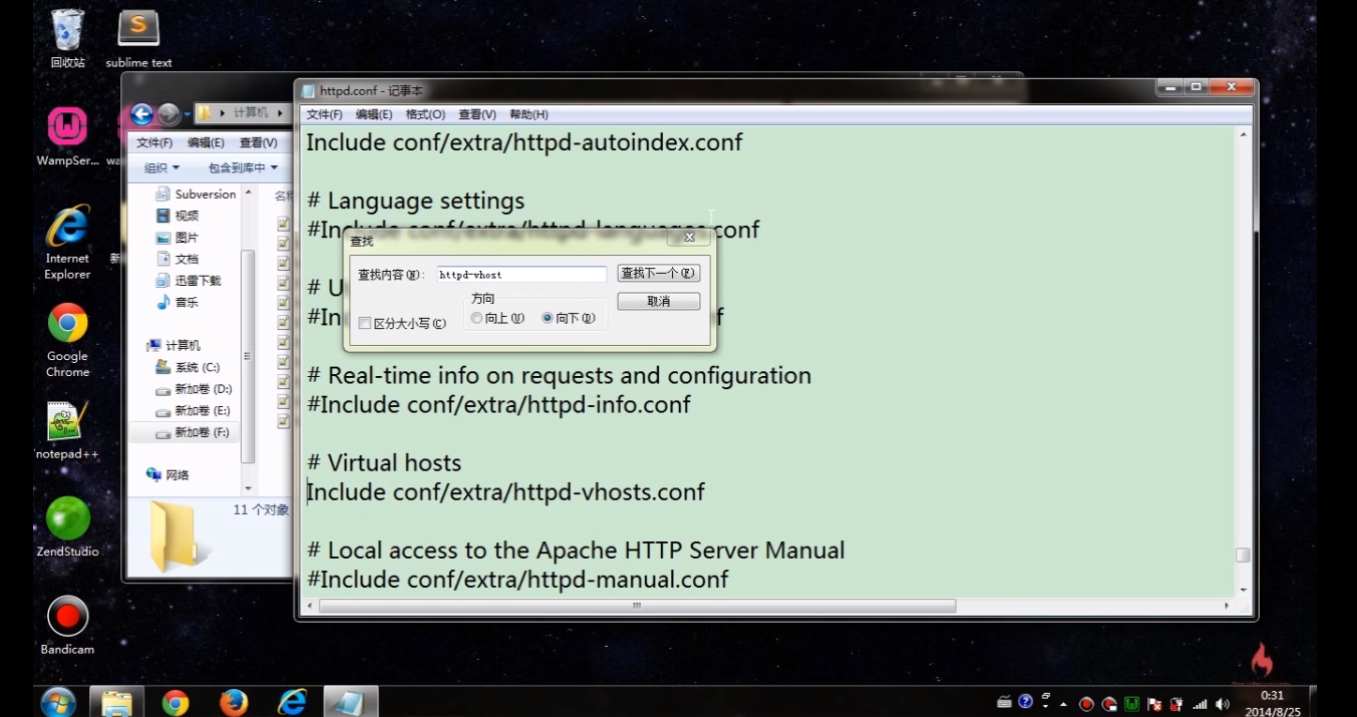 回收站
sublime text
WampSer...
Internet
Explorer
Google
Chrome
notepad++
ZendStudio
Bandicam
计算机
文件(F) 编辑(E) 查看(V)
组织 包含到库中
Subversion
视频
图片
文档
迅雷下载
音乐
计算机
系统 (C:)
新加卷 (D:)
新加卷 (E:)
新加卷 (F:)
网络
11 个对象
httpd.conf - 记事本
文件(F) 编辑(E) 格式(O) 查看(V) 帮助(H)
Include conf/extra/httpd-autoindex.conf
# Language settings
#Include conf/extra/httpd-languages.conf
查找
查找内容(N): httpd-vhost
查找下一个(F)
方向
取消
区分大小写(C)
向上(U) 向下(D)
# Real-time info on requests and configuration
#Include conf/extra/httpd-info.conf
# Virtual hosts
Include conf/extra/httpd-vhosts.conf
# Local access to the Apache HTTP Server Manual
#Include conf/extra/httpd-manual.conf
0:31
2014/8/25